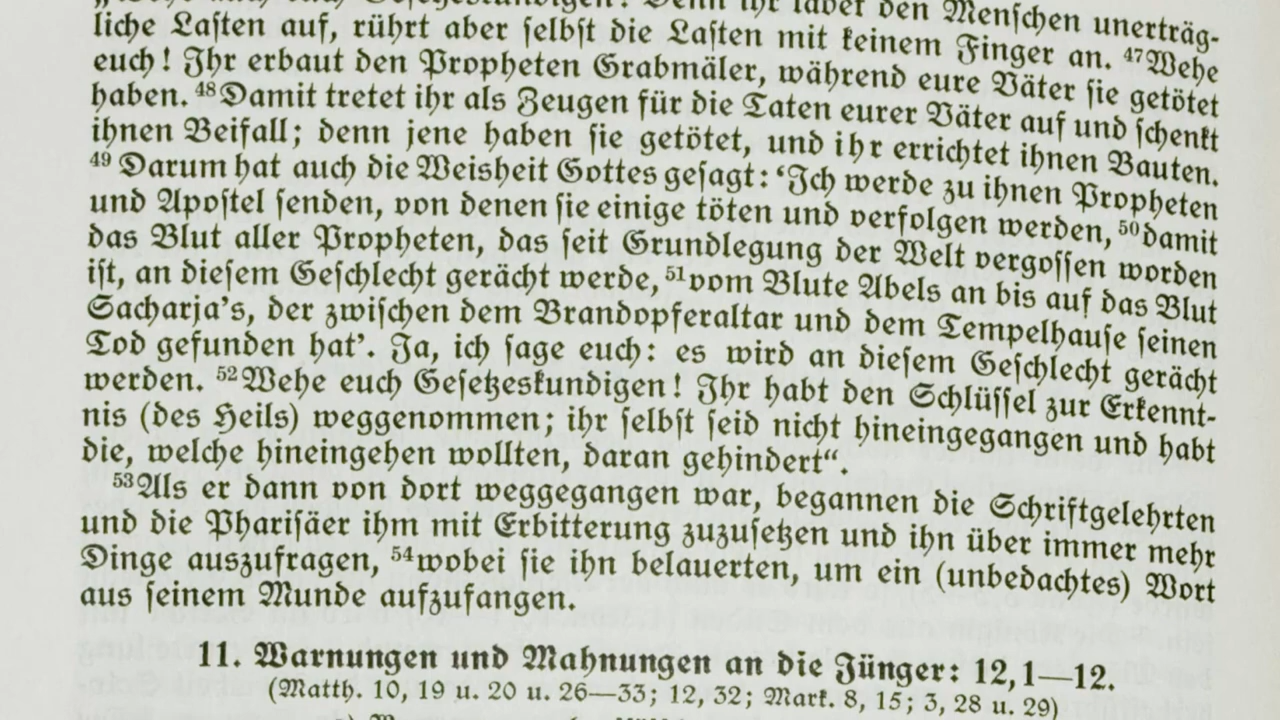 den Menschen unerträg-
liche Lasten auf, rührt aber selbst die Lasten mit keinem Finger an. 47Wehe
euch! Ihr erbaut den Propheten Grabmäler, während eure Väter sie getötet
haben. 48Damit tretet ihr als Zeugen für die Taten eurer Väter auf und schenkt
ihnen Beifall; denn jene haben sie getötet, und ihr errichtet ihnen Bauten.
49 Darum hat auch die Weisheit Gottes gesagt: ‘Ich werde zu ihnen Propheten
und Apostel senden, von denen sie einige töten und verfolgen werden, 50damit
das Blut aller Propheten, das seit Grundlegung der Welt vergossen worden
ist, an diesem Geschlecht gerächt werde, 51vom Blute Abels an bis auf das Blut
Sacharja's, der zwischen dem Brandopferaltar und dem Tempelhause seinen
Tod gefunden hat’. Ja, ich sage euch: es wird an diesem Geschlecht gerächt
werden. 52Wehe euch Gesetzeskundigen! Ihr habt den Schlüssel zur Erkennt-
nis (des Heils) weggenommen; ihr selbst seid nicht hineingegangen und habt
die, welche hineingehen wollten, daran gehindert“.
53Als er dann von dort weggegangen war, begannen die Schriftgelehrten
und die Pharisäer ihm mit Erbitterung zuzusetzen und ihn über immer mehr
Dinge auszufragen, 54wobei sie ihn belauerten, um ein (unbedachtes) Wort
aus seinem Munde aufzufangen.
11. Warnungen und Mahnungen an die Jünger: 12,1—12.
(Matth. 10, 19 u. 20 u. 26—33; 12, 32; Mark. 8, 15; 3, 28 u. 29)